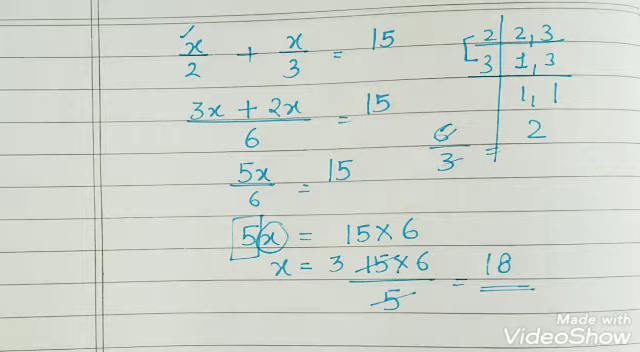 x/2 + x/3 = 15
3x + 2x / 6 = 15
5x/6 = 15
5x = 15 × 6
x = 3 15 × 6 / 5 = 18
2 | 2, 3
3 | 1, 3
1, 1
6/3 = 2
Made with
VideoShow